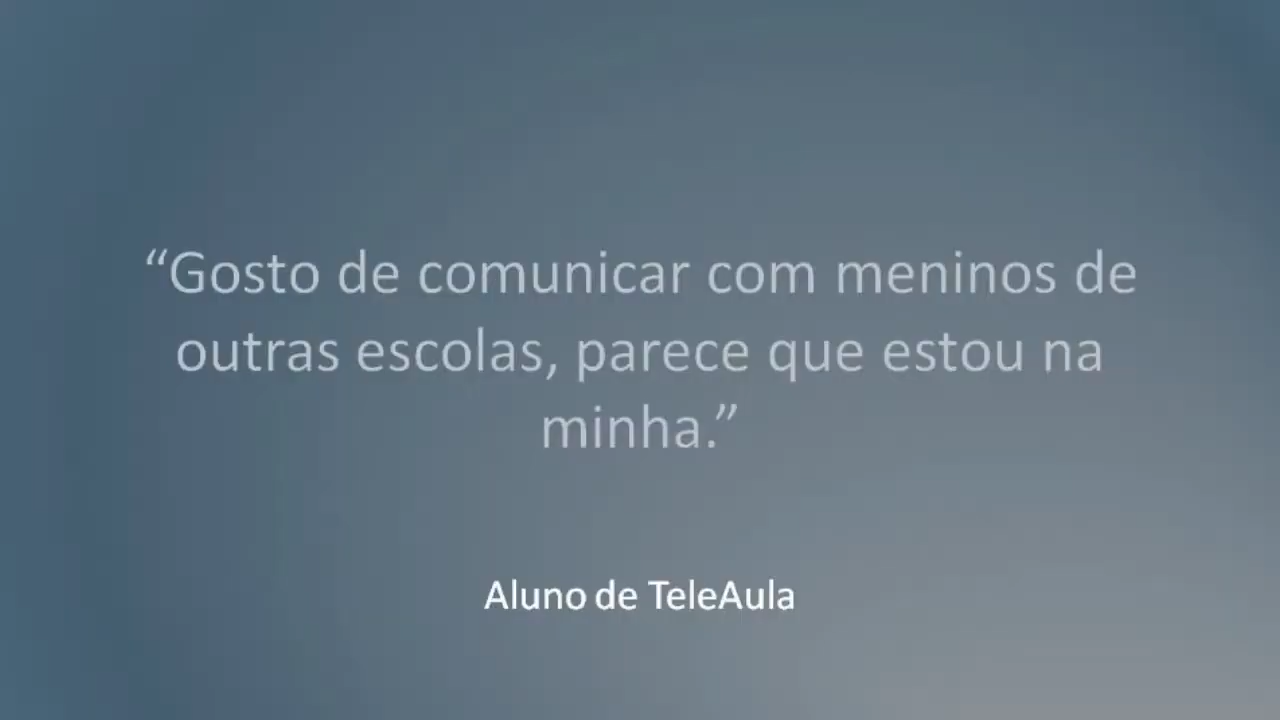 “Gosto de comunicar com meninos de
outras escolas, parece que estou na
minha.”
Aluno de TeleAula